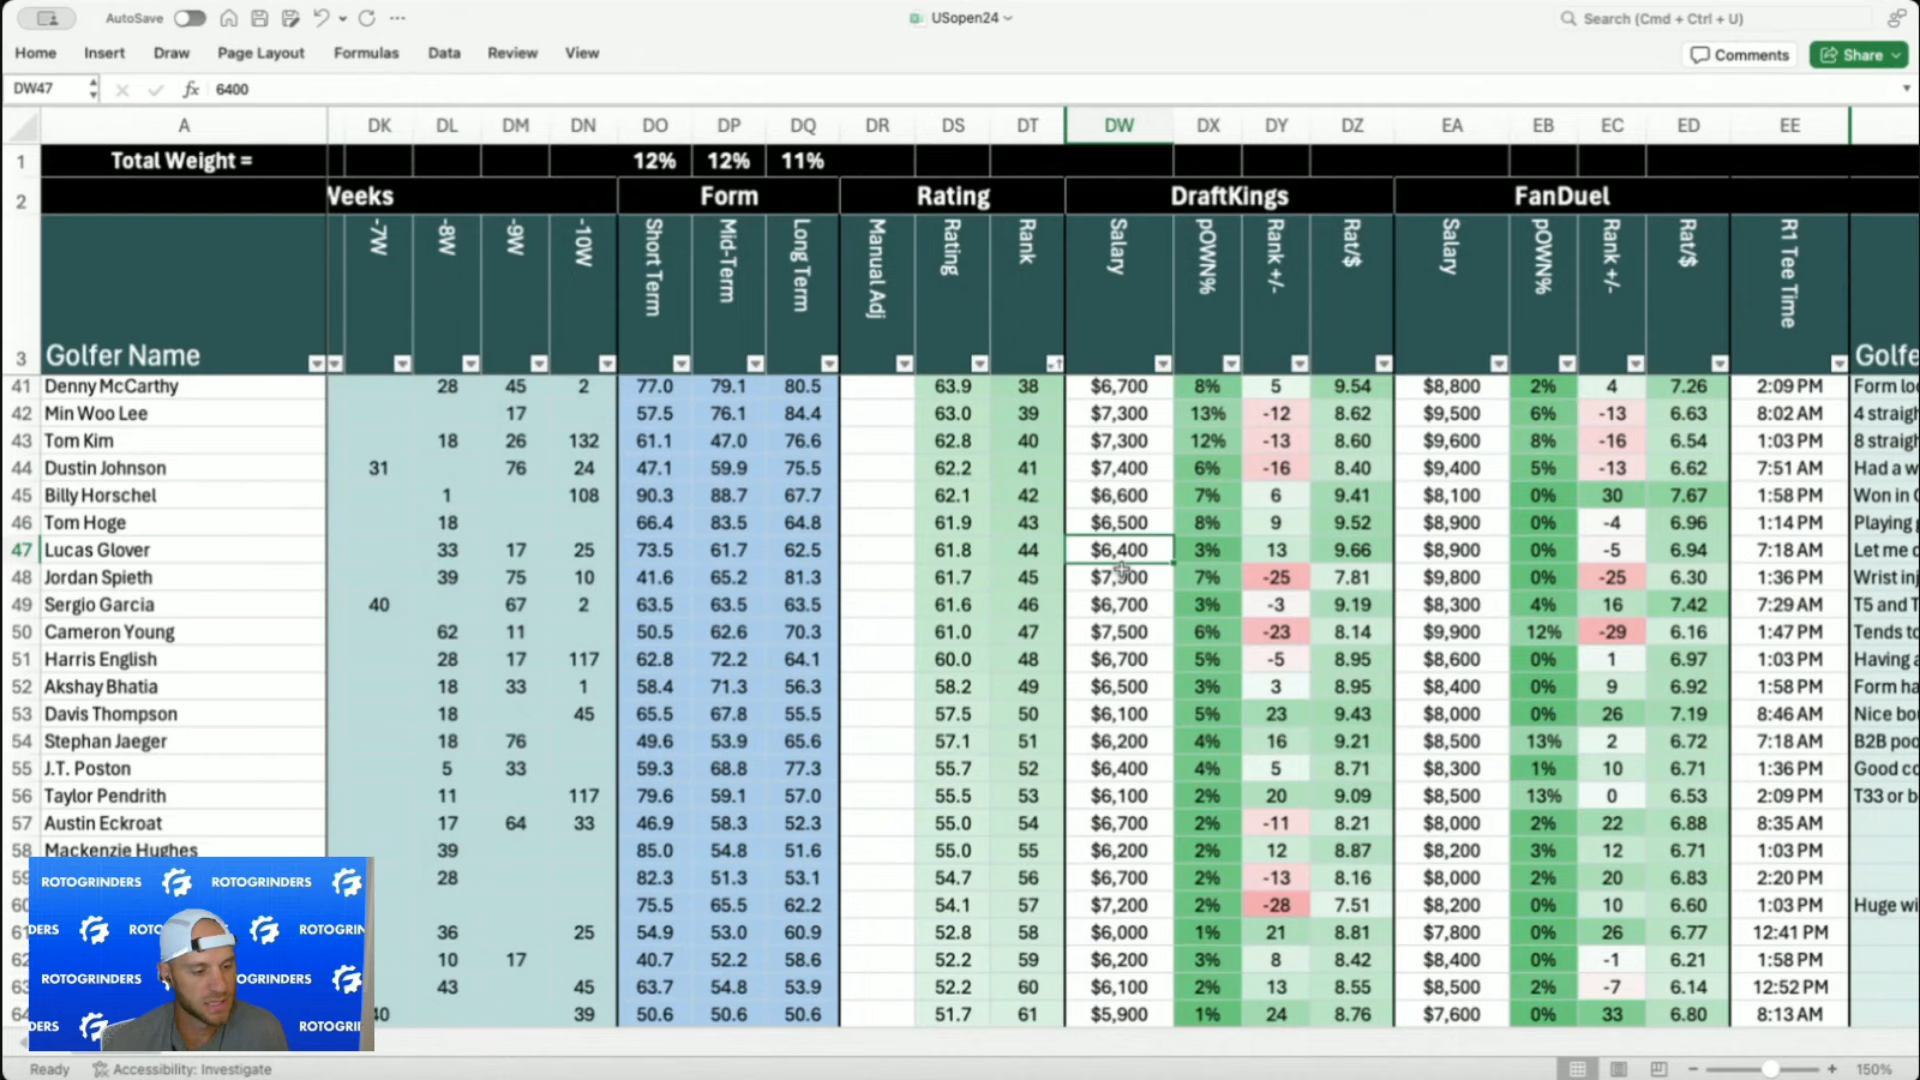 AutoSave
USopen24
Search (Cmd + Ctrl + U)
Home Insert Draw Page Layout Formulas Data Review View
Comments Share
DW47 fx 6400
A DK DL DM DN DO DP DQ DR DS DT DW DX DY DZ EA EB EC ED EE
1 Total Weight = 12% 12% 11%
2 Weeks Form Rating DraftKings FanDuel
3 Golfer Name -7W -8W -9W -10W Short Term Mid-Term Long Term Manual Adj Rating Rank Salary pOWN% Rank +/- Rat/$ Salary pOWN% Rank +/- Rat/$ R1 Tee Time Golfe
41 Denny McCarthy 28 45 2 77.0 79.1 80.5 63.9 38 $6,700 8% 5 9.54 $8,800 2% 4 7.26 2:09 PM Form loo
42 Min Woo Lee 17 57.5 76.1 84.4 63.0 39 $7,300 13% -12 8.62 $9,500 6% -13 6.63 8:02 AM 4 straigh
43 Tom Kim 18 26 132 61.1 47.0 76.6 62.8 40 $7,300 12% -13 8.60 $9,600 8% -16 6.54 1:03 PM 8 straigh
44 Dustin Johnson 31 76 24 47.1 59.9 75.5 62.2 41 $7,400 6% -16 8.40 $9,400 5% -13 6.62 7:51 AM Had a w
45 Billy Horschel 1 108 90.3 88.7 67.7 62.1 42 $6,600 7% 6 9.41 $8,100 0% 30 7.67 1:58 PM Won in
46 Tom Hoge 18 66.4 83.5 64.8 61.9 43 $6,500 8% 9 9.52 $8,900 0% -4 6.96 1:14 PM Playing
47 Lucas Glover 33 17 25 73.5 61.7 62.5 61.8 44 $6,400 3% 13 9.66 $8,900 0% -5 6.94 7:18 AM Let me
48 Jordan Spieth 39 75 10 41.6 65.2 81.3 61.7 45 $7,900 7% -25 7.81 $9,800 0% -25 6.30 1:36 PM Wrist inj
49 Sergio Garcia 40 67 2 63.5 63.5 63.5 61.6 46 $6,700 3% -3 9.19 $8,300 4% 16 7.42 7:29 AM T5 and T
50 Cameron Young 62 11 50.5 62.6 70.3 61.0 47 $7,500 6% -23 8.14 $9,900 12% -29 6.16 1:47 PM Tends to
51 Harris English 28 17 117 62.8 72.2 64.1 60.0 48 $6,700 5% -5 8.95 $8,600 0% 1 6.97 1:03 PM Having a
52 Akshay Bhatia 18 33 1 58.4 71.3 56.3 58.2 49 $6,500 3% 3 8.95 $8,400 0% 9 6.92 1:58 PM Form ha
53 Davis Thompson 18 45 65.5 67.8 55.5 57.5 50 $6,100 5% 23 9.43 $8,000 0% 26 7.19 8:46 AM Nice bou
54 Stephan Jaeger 18 76 49.6 53.9 65.6 57.1 51 $6,200 4% 16 9.21 $8,500 13% 2 6.72 7:18 AM B2B poo
55 J.T. Poston 5 33 59.3 68.8 77.3 55.7 52 $6,400 4% 5 8.71 $8,300 1% 10 6.71 1:36 PM Good co
56 Taylor Pendrith 11 117 79.6 59.1 57.0 55.5 53 $6,100 2% 20 9.09 $8,500 13% 0 6.53 2:09 PM T33 or b
57 Austin Eckroat 17 64 33 46.9 58.3 52.3 55.0 54 $6,700 2% -11 8.21 $8,000 2% 22 6.88 8:35 AM
58 Mackenzie Hughes 39 85.0 54.8 51.6 55.0 55 $6,200 2% 12 8.87 $8,200 3% 12 6.71 1:03 PM
59 28 82.3 51.3 53.1 54.7 56 $6,700 2% -13 8.16 $8,000 2% 20 6.83 2:20 PM
60 75.5 65.5 62.2 54.1 57 $7,200 2% -28 7.51 $8,200 0% 10 6.60 1:03 PM Huge wi
61 36 25 54.9 53.0 60.9 52.8 58 $6,000 1% 21 8.81 $7,800 0% 26 6.77 12:41 PM
62 10 17 40.7 52.2 58.6 52.2 59 $6,200 3% 8 8.42 $8,400 0% -1 6.21 1:58 PM
63 43 45 63.7 54.8 53.9 52.2 60 $6,100 2% 13 8.55 $8,500 2% -7 6.14 12:52 PM
64 40 39 50.6 50.6 50.6 51.7 61 $5,900 1% 24 8.76 $7,600 0% 33 6.80 8:13 AM
ROTOGRINDERS ROTOGRINDERS
DERS ROTO ROTOGRIN
ROTOGRINDERS OGRINDERS
DERS ROTOGRI
Ready Accessibility: Investigate 150%